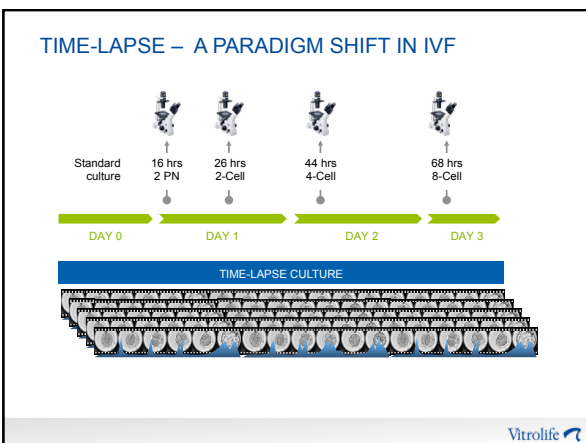 TIME-LAPSE – A PARADIGM SHIFT IN IVF
Standard culture
16 hrs
2 PN
26 hrs
2-Cell
44 hrs
4-Cell
68 hrs
8-Cell
DAY 0
DAY 1
DAY 2
DAY 3
TIME-LAPSE CULTURE
Vitrolife